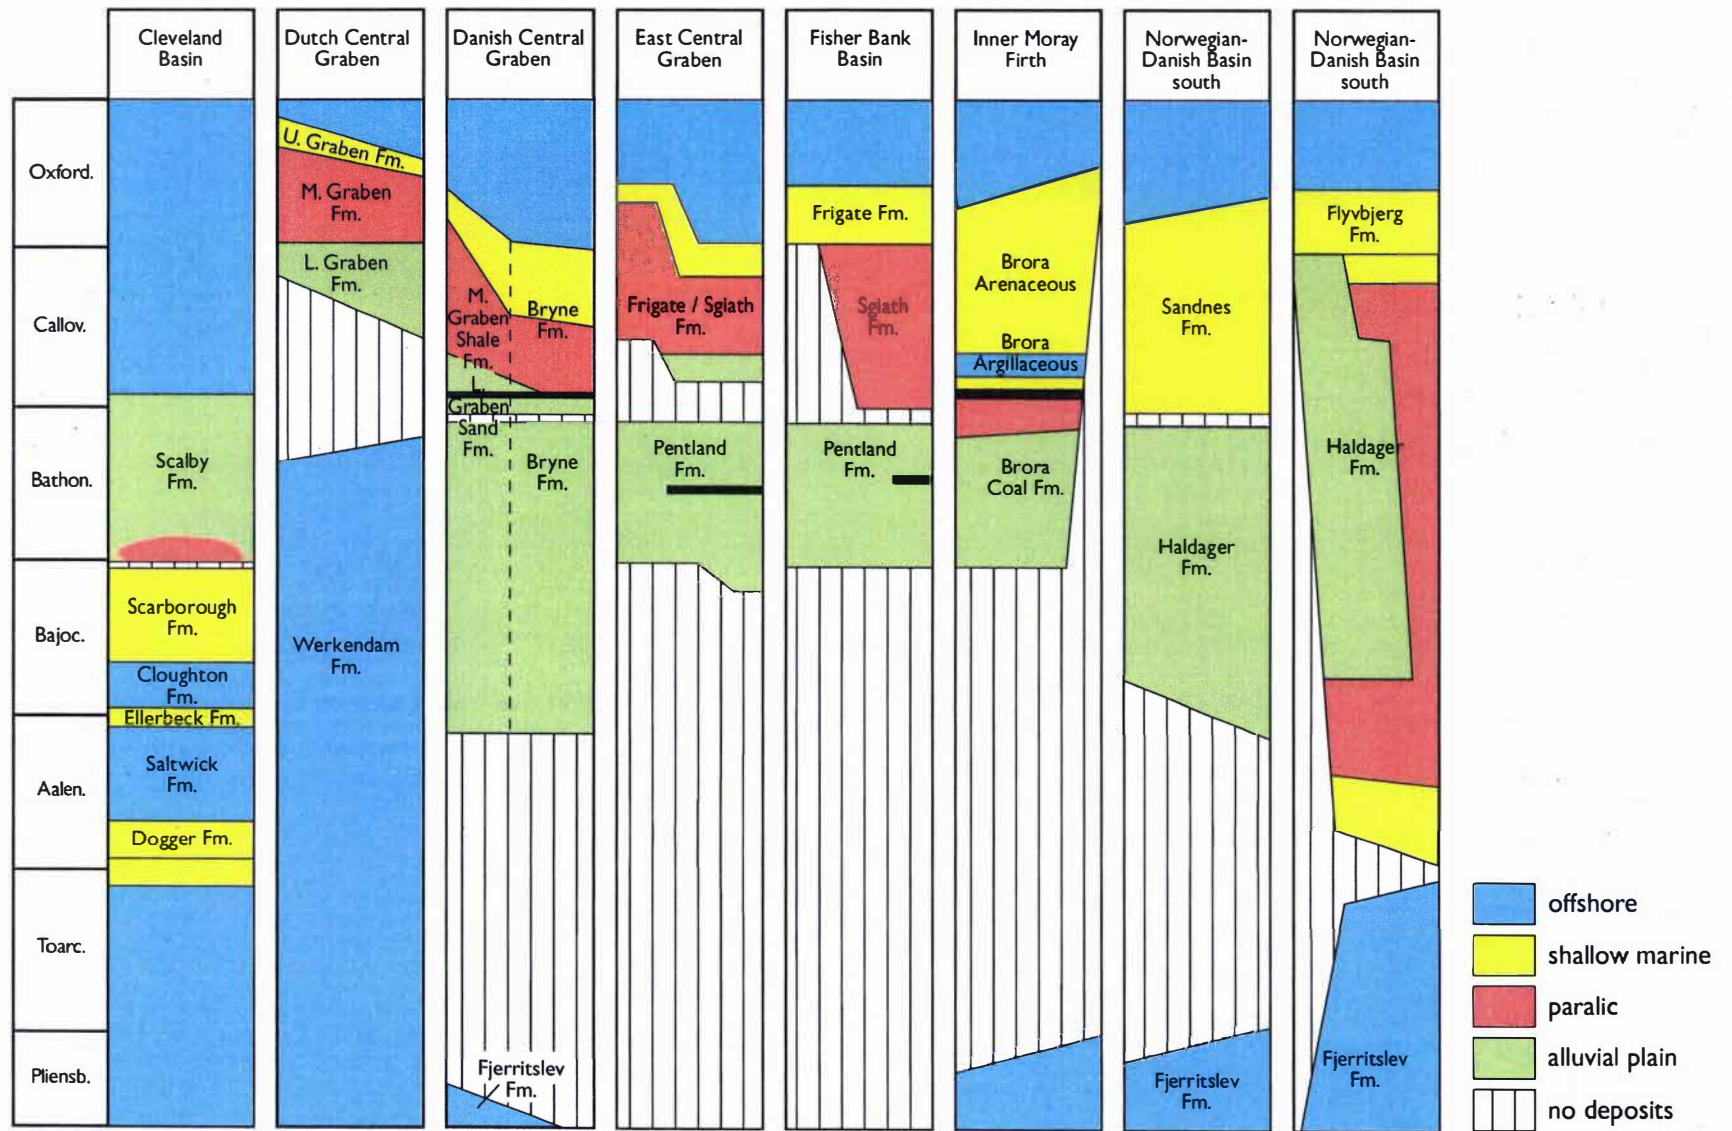 Cleveland
Basin
Dutch Central
Graben
Danish Central
Graben
East Central
Graben
Fisher Bank
Basin
Inner Moray
Firth
Norwegian-
Danish Basin
south
Norwegian-
Danish Basin
south
Oxford.
Callov.
Bathon.
Bajoc.
Aalen.
Toarc.
Pliensb.
Scalby
Fm.
Scarborough
Fm.
Cloughton
Fm.
Ellerbeck Fm.
Saltwick
Fm.
Dogger Fm.
U. Graben Fm.
M. Graben
Fm.
L. Graben
Fm.
Werkendam
Fm.
M.
Graben
Shale
Fm.
L.
Graben
Sand
Fm.
Bryne
Fm.
Bryne
Fm.
Fjerritslev
Fm.
Frigate / Sgiath
Fm.
Pentland
Fm.
Frigate Fm.
Sgiath
Fm.
Pentland
Fm.
Brora
Arenaceous
Brora
Argillaceous
Brora
Coal Fm.
Sandnes
Fm.
Haldager
Fm.
Fjerritslev
Fm.
Flyvbjerg
Fm.
Haldager
Fm.
Fjerritslev
Fm.
offshore
shallow marine
paralic
alluvial plain
no deposits